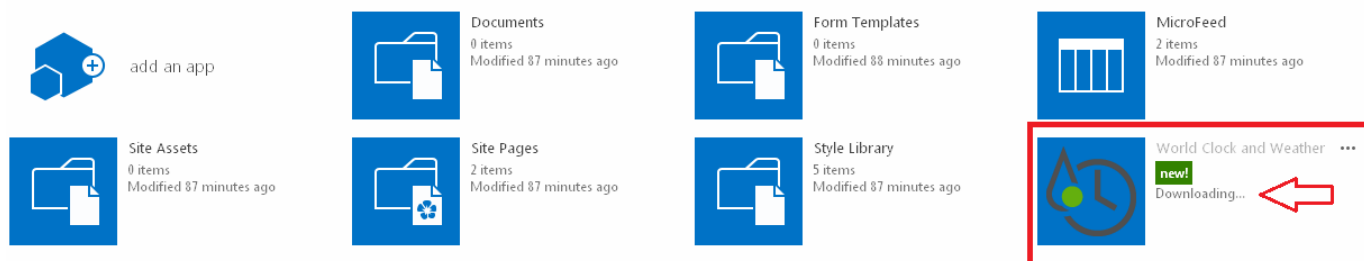 add an app
Documents
0 items
Modified 87 minutes ago
Form Templates
0 items
Modified 88 minutes ago
MicroFeed
2 items
Modified 87 minutes ago
Site Assets
0 items
Modified 87 minutes ago
Site Pages
2 items
Modified 87 minutes ago
Style Library
5 items
Modified 87 minutes ago
World Clock and Weather ...
new!
Downloading...